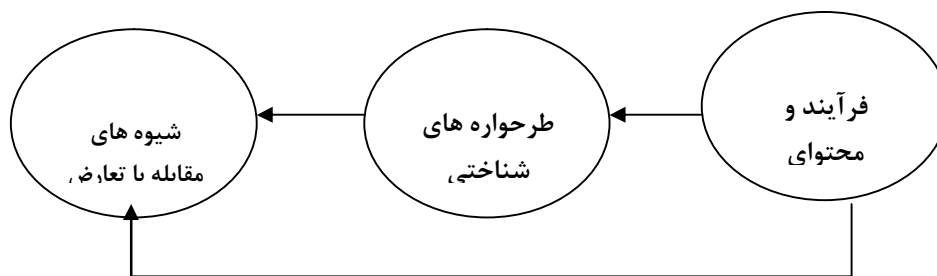 فرآیند و
محتوای
طرحواره های
شناختی
شیوه های
مقابله با تعارض